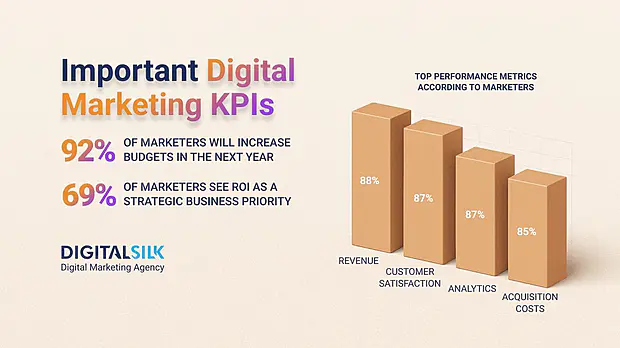 Important Digital
Marketing KPIs
92% OF MARKETERS WILL INCREASE
BUDGETS IN THE NEXT YEAR
69% OF MARKETERS SEE ROI AS A
STRATEGIC BUSINESS PRIORITY
DIGITALSILK
Digital Marketing Agency
TOP PERFORMANCE METRICS
ACCORDING TO MARKETERS
88%
87%
87%
85%
REVENUE
CUSTOMER
SATISFACTION
ANALYTICS
ACQUISITION
COSTS